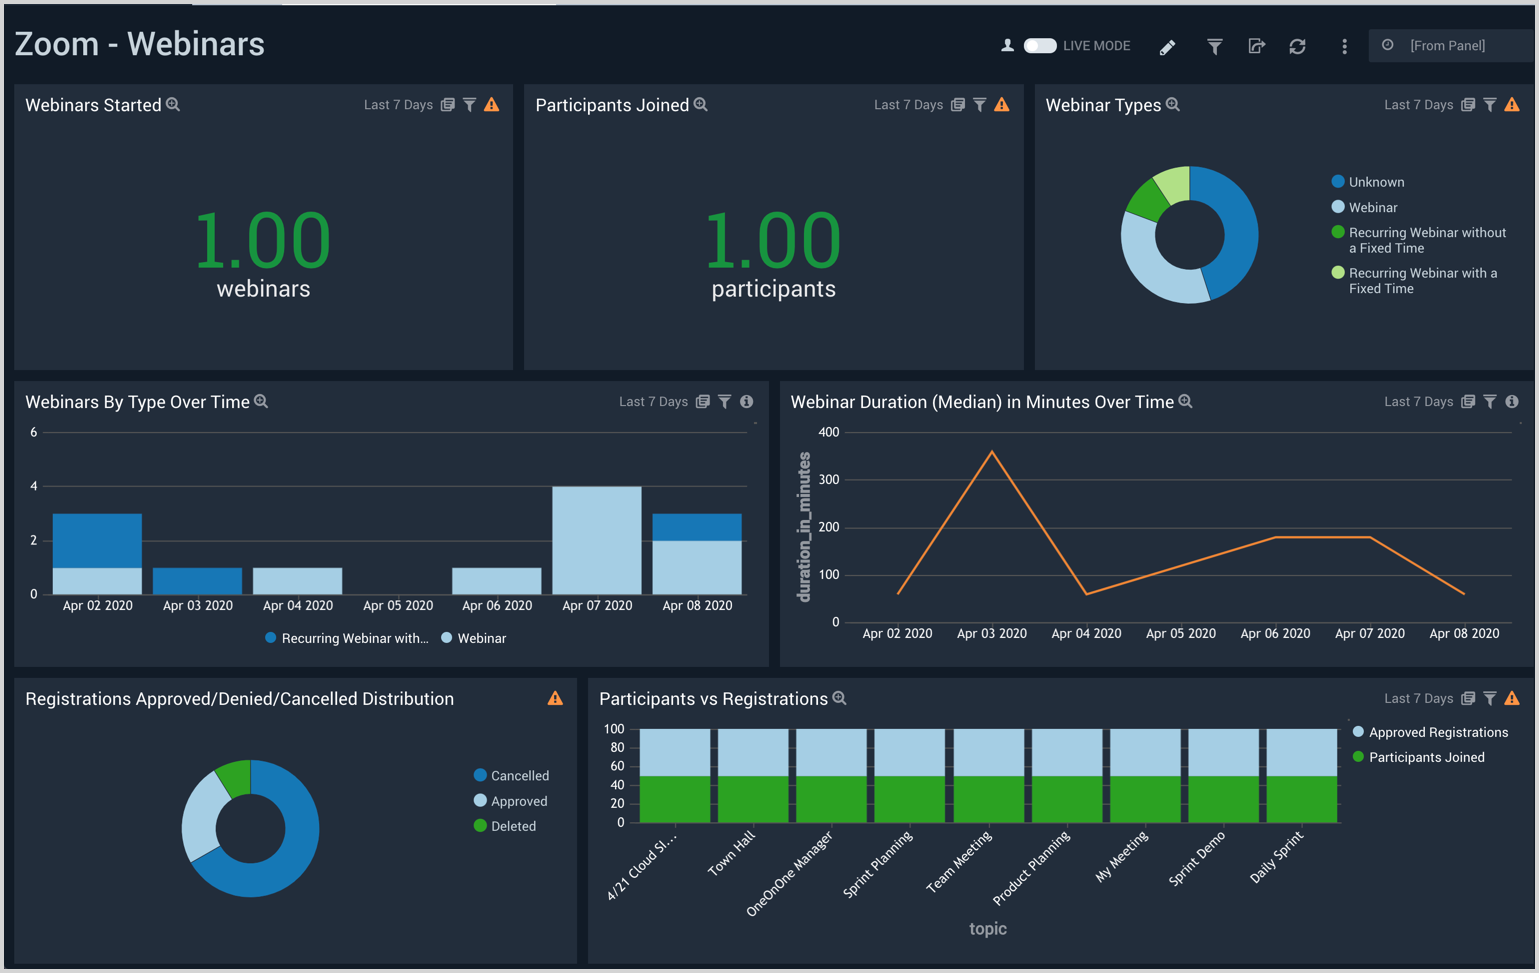 Zoom - Webinars
LIVE MODE
[From Panel]
Webinars Started
Last 7 Days
1.00
webinars
Participants Joined
Last 7 Days
1.00
participants
Webinar Types
Last 7 Days
Unknown
Webinar
Recurring Webinar without
a Fixed Time
Recurring Webinar with a
Fixed Time
Webinars By Type Over Time
Last 7 Days
6
4
2
0
Apr 02 2020 Apr 03 2020 Apr 04 2020 Apr 05 2020 Apr 06 2020 Apr 07 2020 Apr 08 2020
Recurring Webinar with... Webinar
Webinar Duration (Median) in Minutes Over Time
Last 7 Days
duration_in_minutes
400
300
200
100
0
Apr 02 2020 Apr 03 2020 Apr 04 2020 Apr 05 2020 Apr 06 2020 Apr 07 2020 Apr 08 2020
Registrations Approved/Denied/Cancelled Distribution
Cancelled
Approved
Deleted
Participants vs Registrations
Last 7 Days
100
80
60
40
20
0
4/21 Cloud SI...
Town Hall
OneOnOne Manager
Sprint Planning
Team Meeting
Product Planning
My Meeting
Sprint Demo
Daily Sprint
topic
Approved Registrations
Participants Joined